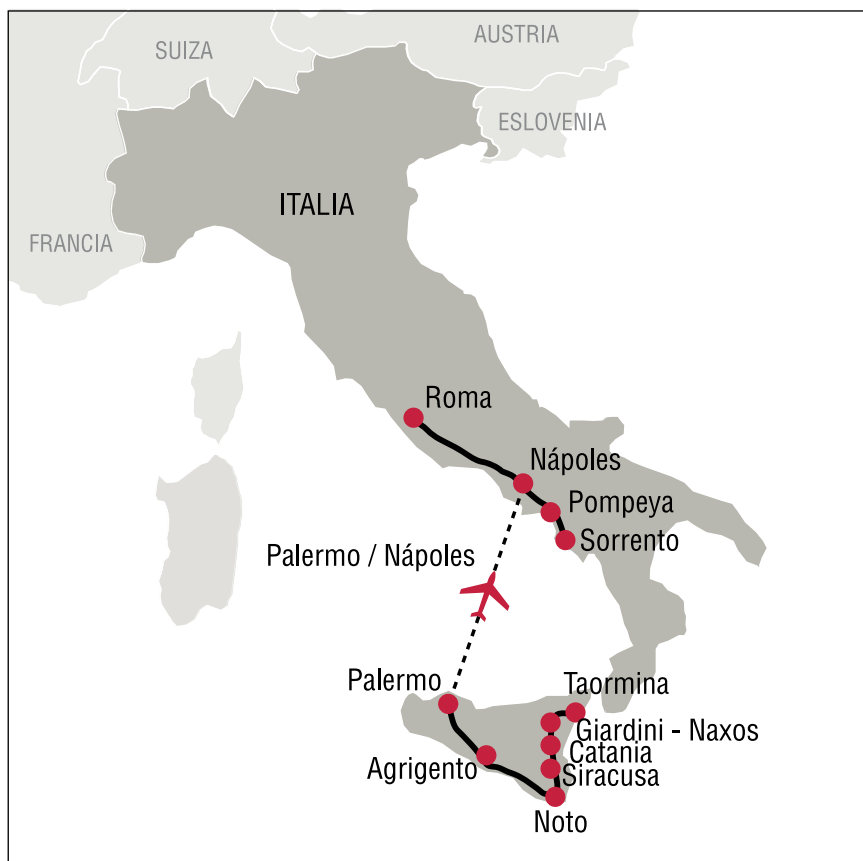 AUSTRIA
SUIZA
ESLOVENIA
ITALIA
FRANCIA
Roma
Nápoles
Pompeya
Sorrento
Palermo / Nápoles
Palermo
Taormina
Giardini - Naxos
Catania
Agrigento
Siracusa
Noto